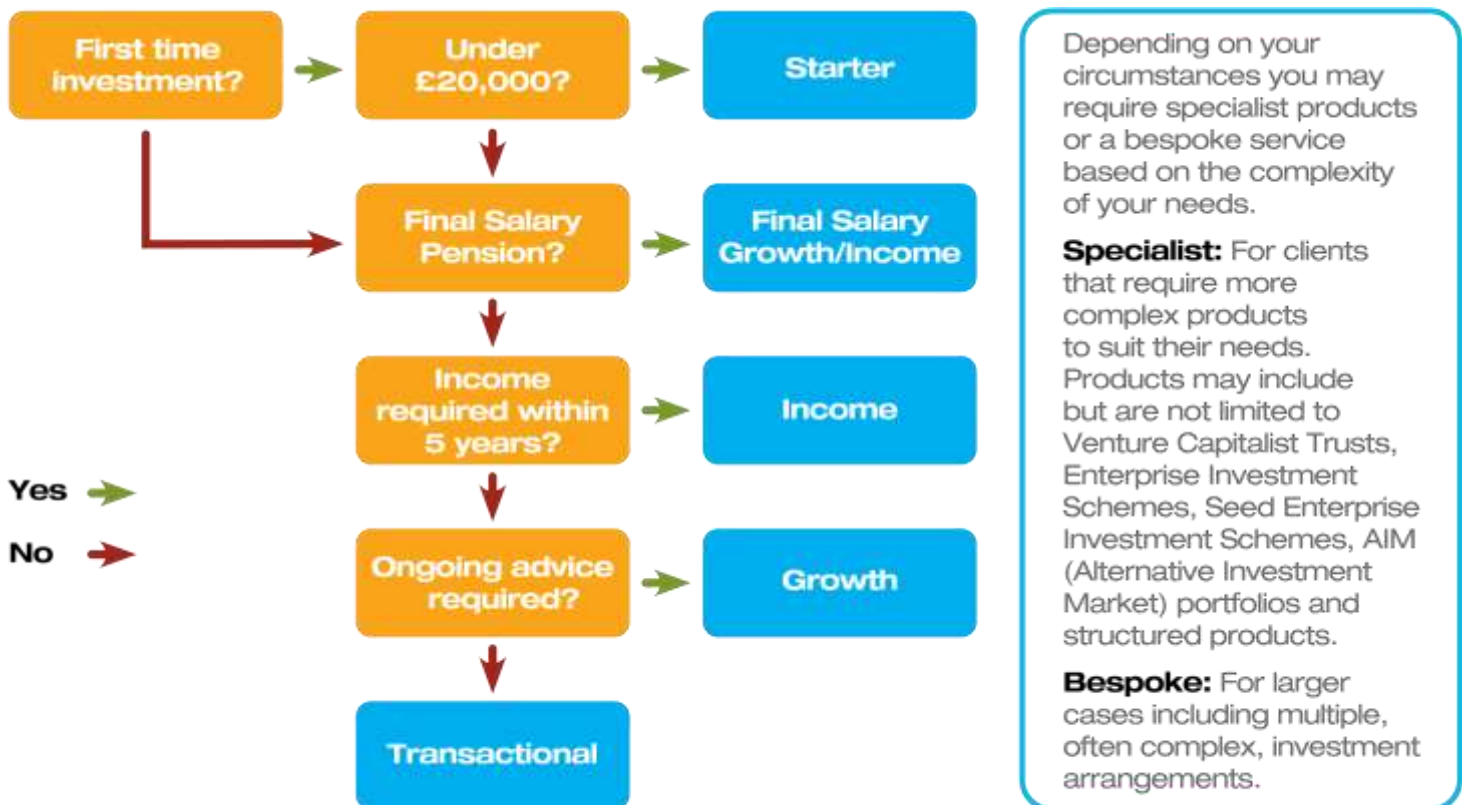 First time
investment?
Under
£20,000?
Starter
Final Salary
Pension?
Final Salary
Growth/Income
Income
required within
5 years?
Income
Yes
No
Ongoing advice
required?
Growth
Transactional
Depending on your
circumstances you may
require specialist products
or a bespoke service
based on the complexity
of your needs.
Specialist: For clients
that require more
complex products
to suit their needs.
Products may include
but are not limited to
Venture Capitalist Trusts,
Enterprise Investment
Schemes, Seed Enterprise
Investment Schemes, AIM
(Alternative Investment
Market) portfolios and
structured products.
Bespoke: For larger
cases including multiple,
often complex, investment
arrangements.